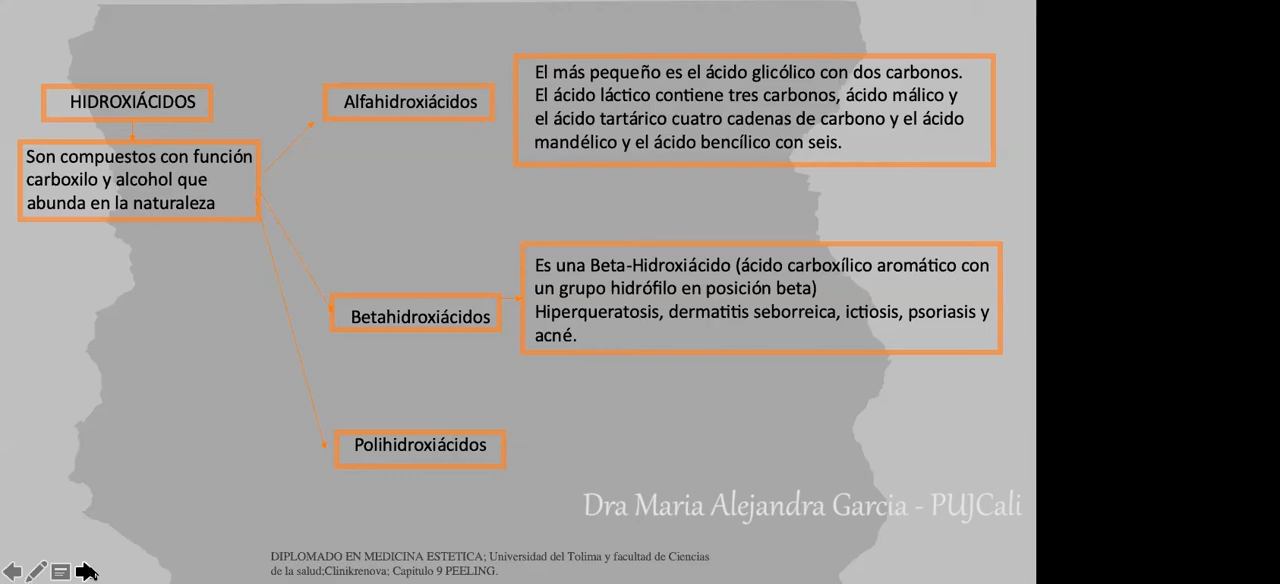 HIDROXIÁCIDOS
Son compuestos con función
carboxilo y alcohol que
abunda en la naturaleza
Alfahidroxiácidos
El más pequeño es el ácido glicólico con dos carbonos.
El ácido láctico contiene tres carbonos, ácido málico y
el ácido tartárico cuatro cadenas de carbono y el ácido
mandélico y el ácido bencílico con seis.
Betahidroxiácidos
Es una Beta-Hidroxiácido (ácido carboxílico aromático con
un grupo hidrófilo en posición beta)
Hiperqueratosis, dermatitis seborreica, ictiosis, psoriasis y
acné.
Polihidroxiácidos
Dra Maria Alejandra Garcia - PUJCali
DIPLOMADO EN MEDICINA ESTETICA; Universidad del Tolima y facultad de Ciencias
de la salud;Clinikrenova; Capitulo 9 PEELING.